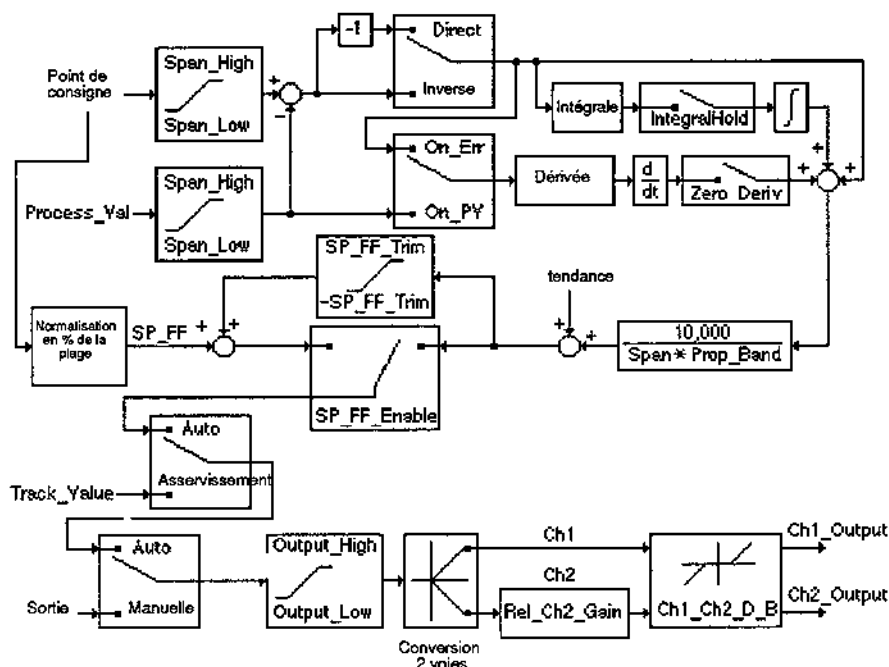 -1
Direct
Inverse
Point de
consigne
Span_High
Span_Low
+
-
Intégrale
IntegralHold
∫
+
+
+
Process_Val
Span_High
Span_Low
On_Err
On_PV
Dérivée
d
dt
Zero_Deriv
SP_FF_Trim
-SP_FF_Trim
tendance
Normalisation
en % de la
plage
SP_FF
+
+
+
+
10,000
Span* Prop_Band
SP_FF_Enable
Auto
Asservissement
Track_Value
Auto
Manuelle
Sortie
Output_High
Output_Low
Conversion
2 voies
Ch1
Ch2
Rel_Ch2_Gain
Ch1_Ch2_D_B
Ch1_Output
Ch2_Output